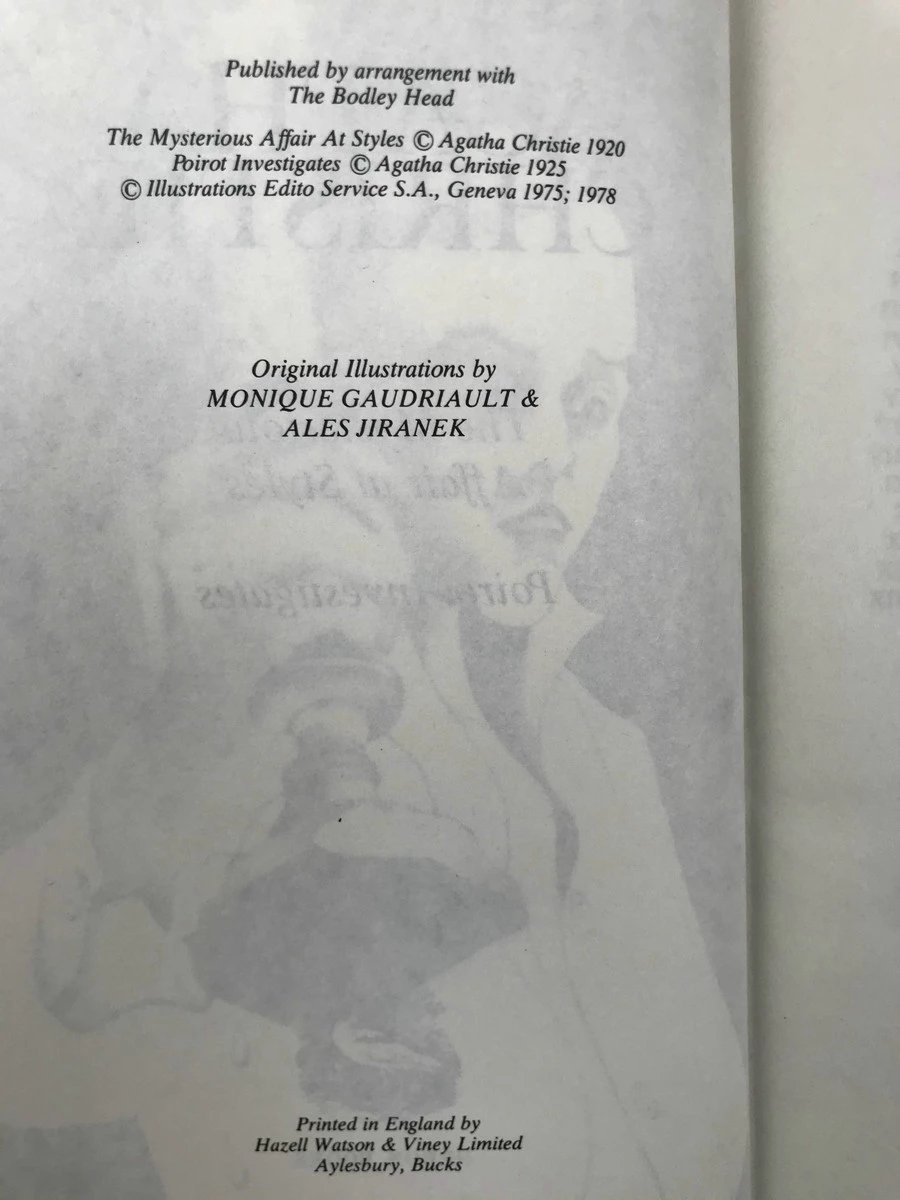 Published by arrangement with
The Bodley Head
The Mysterious Affair At Styles © Agatha Christie 1920
Poirot Investigates © Agatha Christie 1925
© Illustrations Edito Service S.A., Geneva 1975; 1978
Original Illustrations by
MONIQUE GAUDRIAULT &
ALES JIRANEK
Printed in England by
Hazell Watson & Viney Limited
Aylesbury, Bucks